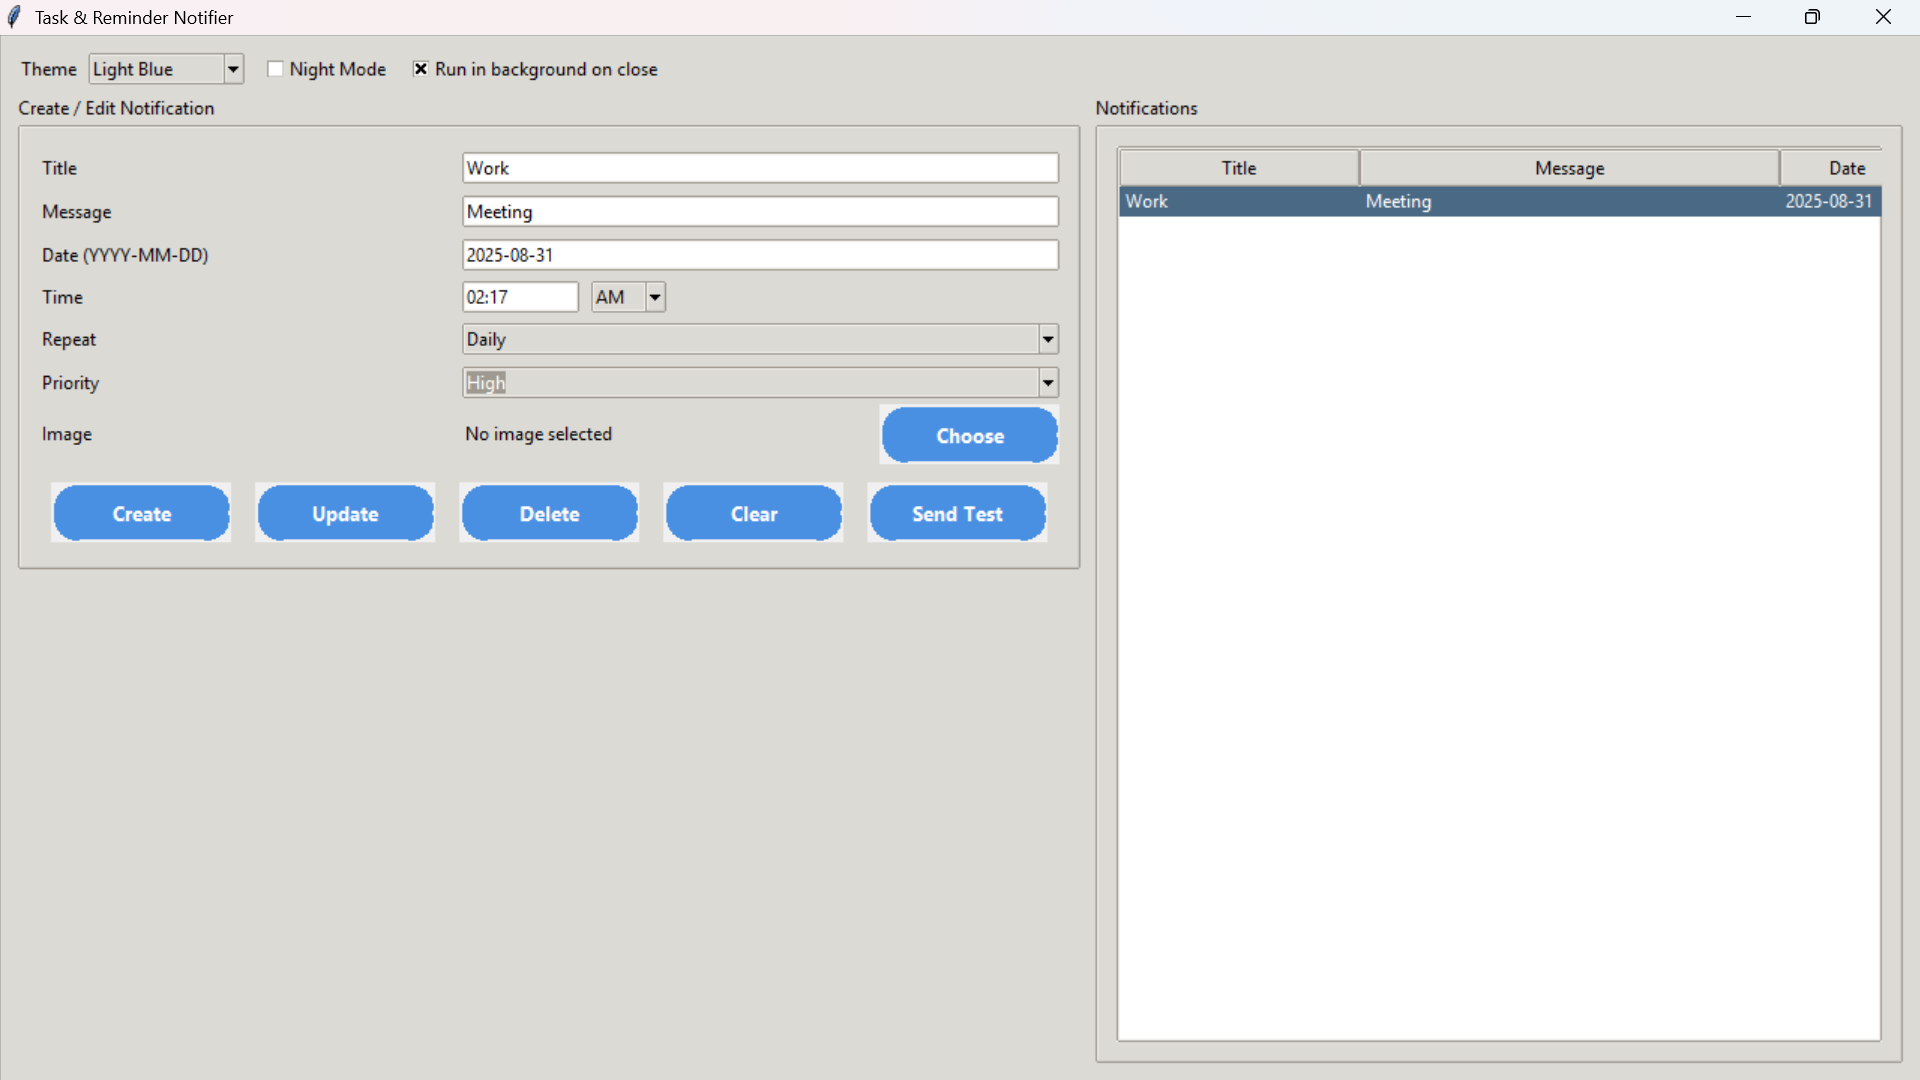 Task & Reminder Notifier
Theme Light Blue Night Mode Run in background on close
Create / Edit Notification
Title Work
Message Meeting
Date (YYYY-MM-DD) 2025-08-31
Time 02:17 AM
Repeat Daily
Priority High
Image No image selected Choose
Create Update Delete Clear Send Test
Notifications
Title Message Date
Work Meeting 2025-08-31